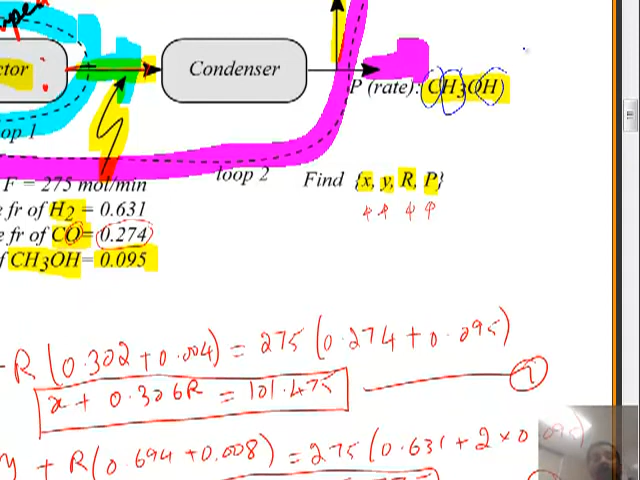 ctor
Condenser
P (rate): CH3OH
op 1
loop 2
F = 275 mol/min
Find {x, y, R, P}
e fr of H2 = 0.631
e fr of CO = 0.274
f CH3OH = 0.095
R (0.302 + 0.004) = 275 (0.274 + 0.095)
x + 0.306R = 101.475
y + R(0.694 + 0.008) = 275 (0.631 + 2 × 0.095)